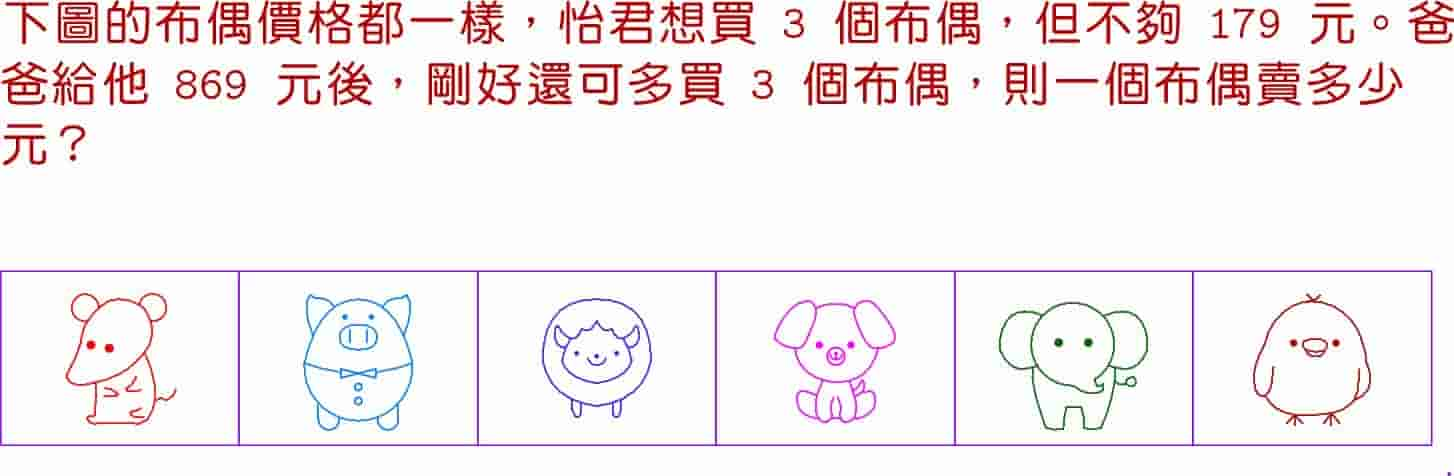 下圖的布偶價格都一樣，怡君想買 3 個布偶，但不夠 179 元。爸
爸給他 869 元後，剛好還可多買 3 個布偶，則一個布偶賣多少
元？